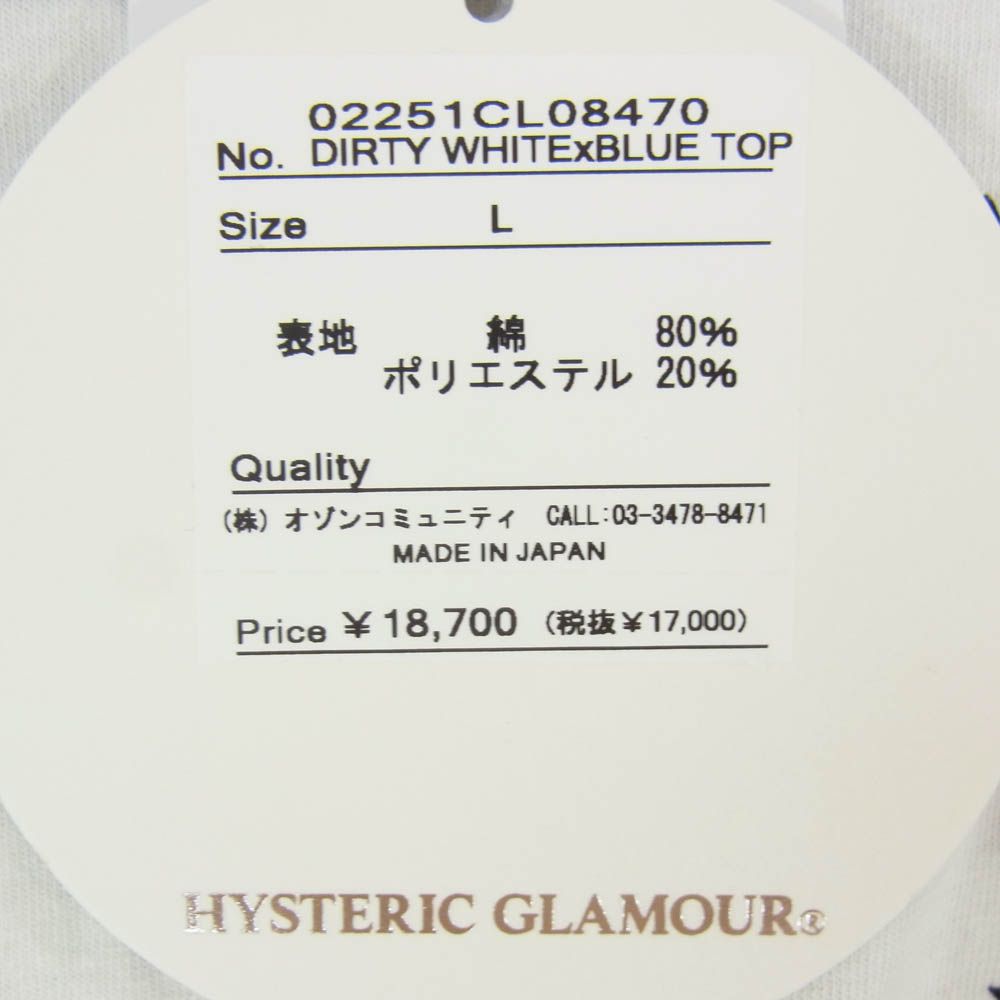 02251CL08470
No. DIRTY WHITExBLUE TOP
Size L
表地 綿 80%
ポリエステル 20%
Quality
(株) オゾンコミュニティ CALL:03-3478-8471
MADE IN JAPAN
Price ¥18,700 (税抜¥17,000)
HYSTERIC GLAMOUR®